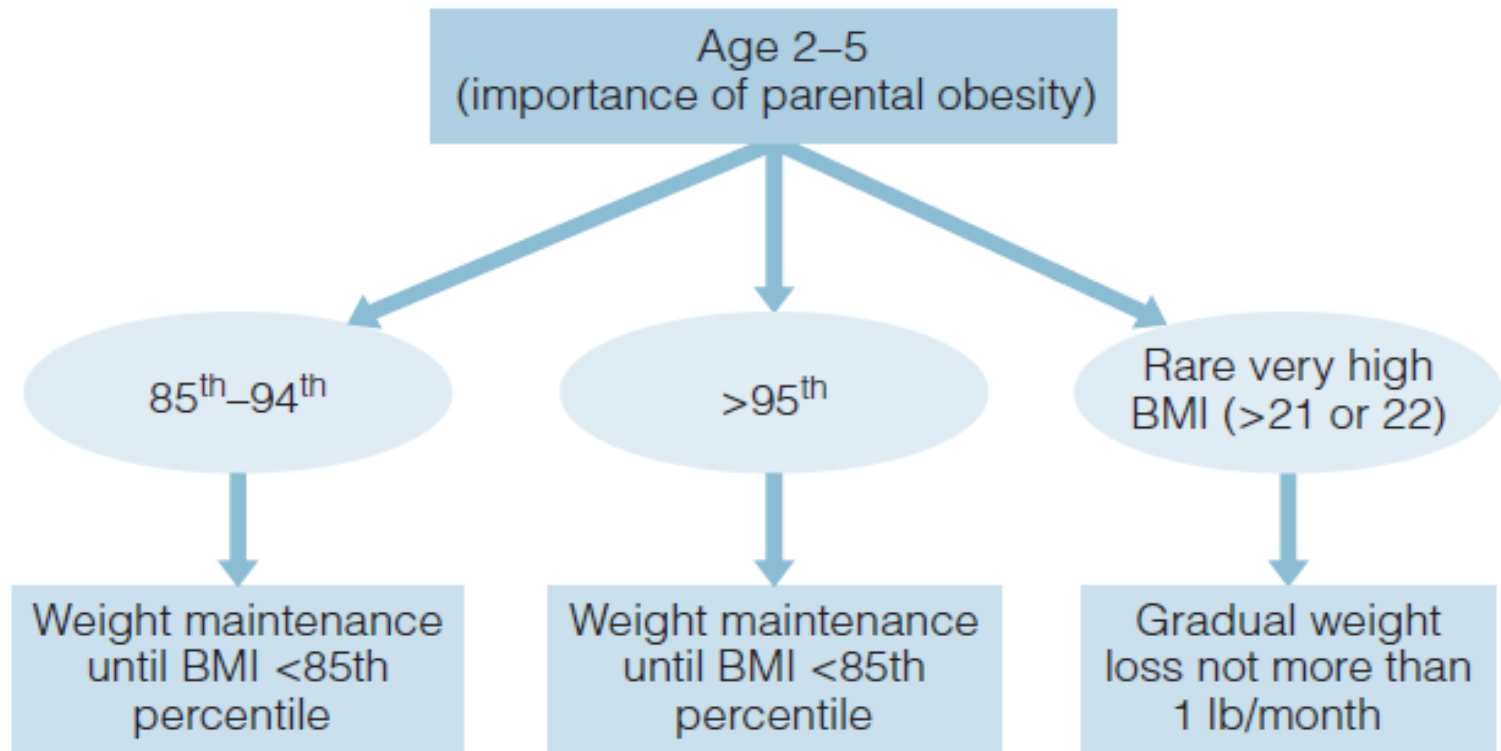 Age 2–5
(importance of parental obesity)
85th–94th
>95th
Rare very high
BMI (>21 or 22)
Weight maintenance
until BMI <85th
percentile
Weight maintenance
until BMI <85th
percentile
Gradual weight
loss not more than
1 lb/month